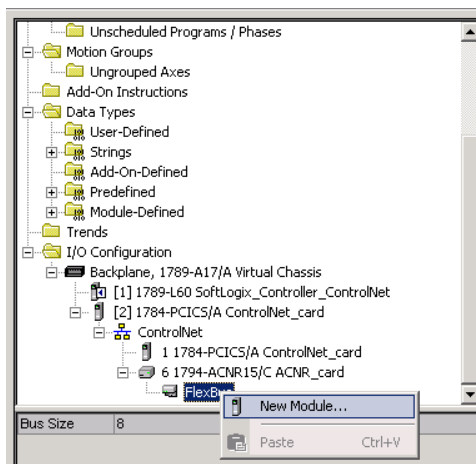 Unscheduled Programs / Phases
Motion Groups
Ungrouped Axes
Add-On Instructions
Data Types
User-Defined
Strings
Add-On-Defined
Predefined
Module-Defined
Trends
I/O Configuration
Backplane, 1789-A17/A Virtual Chassis
[1] 1789-L60 SoftLogix_Controller_ControlNet
[2] 1784-PCICS/A ControlNet_card
ControlNet
1 1784-PCICS/A ControlNet_card
6 1794-ACNR15/C ACNR_card
New Module...
Bus Size 8
Paste Ctrl+V